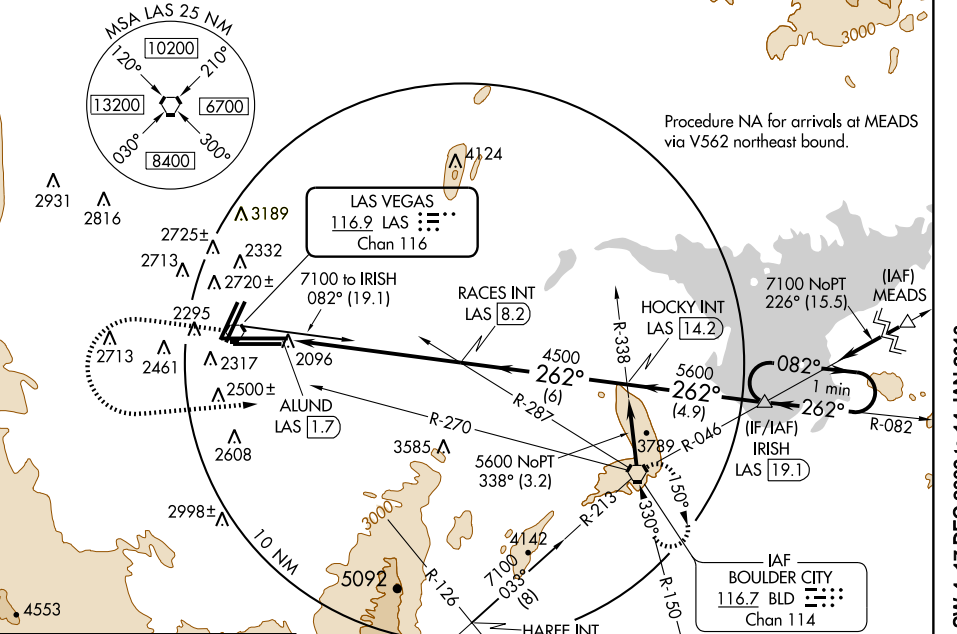 MSA LAS 25 NM
120°
10200
210°
13200
6700
030°
8400
300°
3000
Procedure NA for arrivals at MEADS
via V562 northeast bound.
4124
2931
2816
3189
LAS VEGAS
116.9 LAS
Chan 116
2725±
2332
2713
2720±
7100 to IRISH
082° (19.1)
RACES INT
LAS 8.2
HOCKY INT
LAS 14.2
7100 NoPT
226° (15.5)
(IAF)
MEADS
2295
R-338
2713
2461
2317
2096
4500
262°
(6)
5600
262°
(4.9)
082°
1 min
262°
R-082
2500±
ALUND
LAS 1.7
R-287
R-270
(IF/IAF)
IRISH
LAS 19.1
2608
3585
3789
R-046
5600 NoPT
338° (3.2)
150°
330°
R-213
2998±
3000
10 NM
4142
7100
033°
(8)
R-126
R-150
IAF
BOULDER CITY
116.7 BLD
Chan 114
5092
4553
HAREE INT